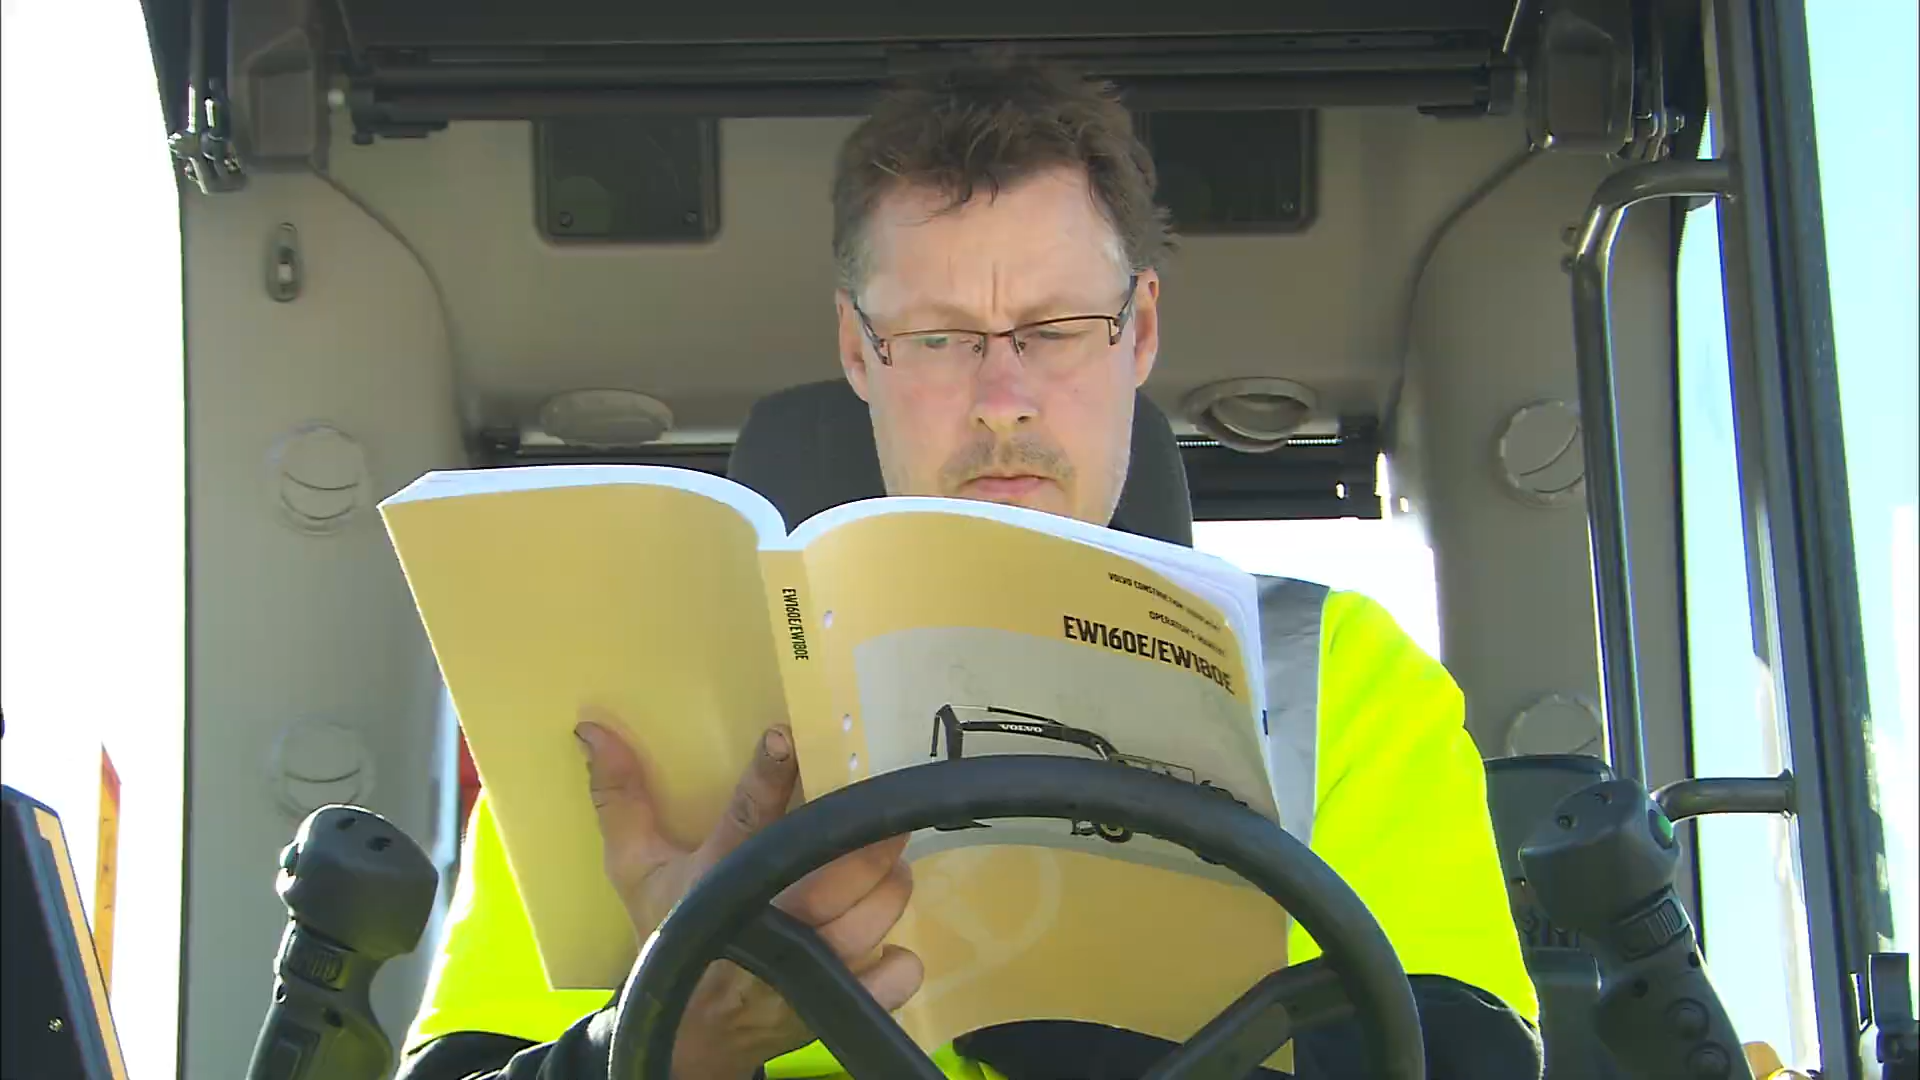 VOLVO CONSTRUCTION EQUIPMENT
OPERATOR'S MANUAL
EW160E/EW180E
EW160E/EW180E
VOLVO